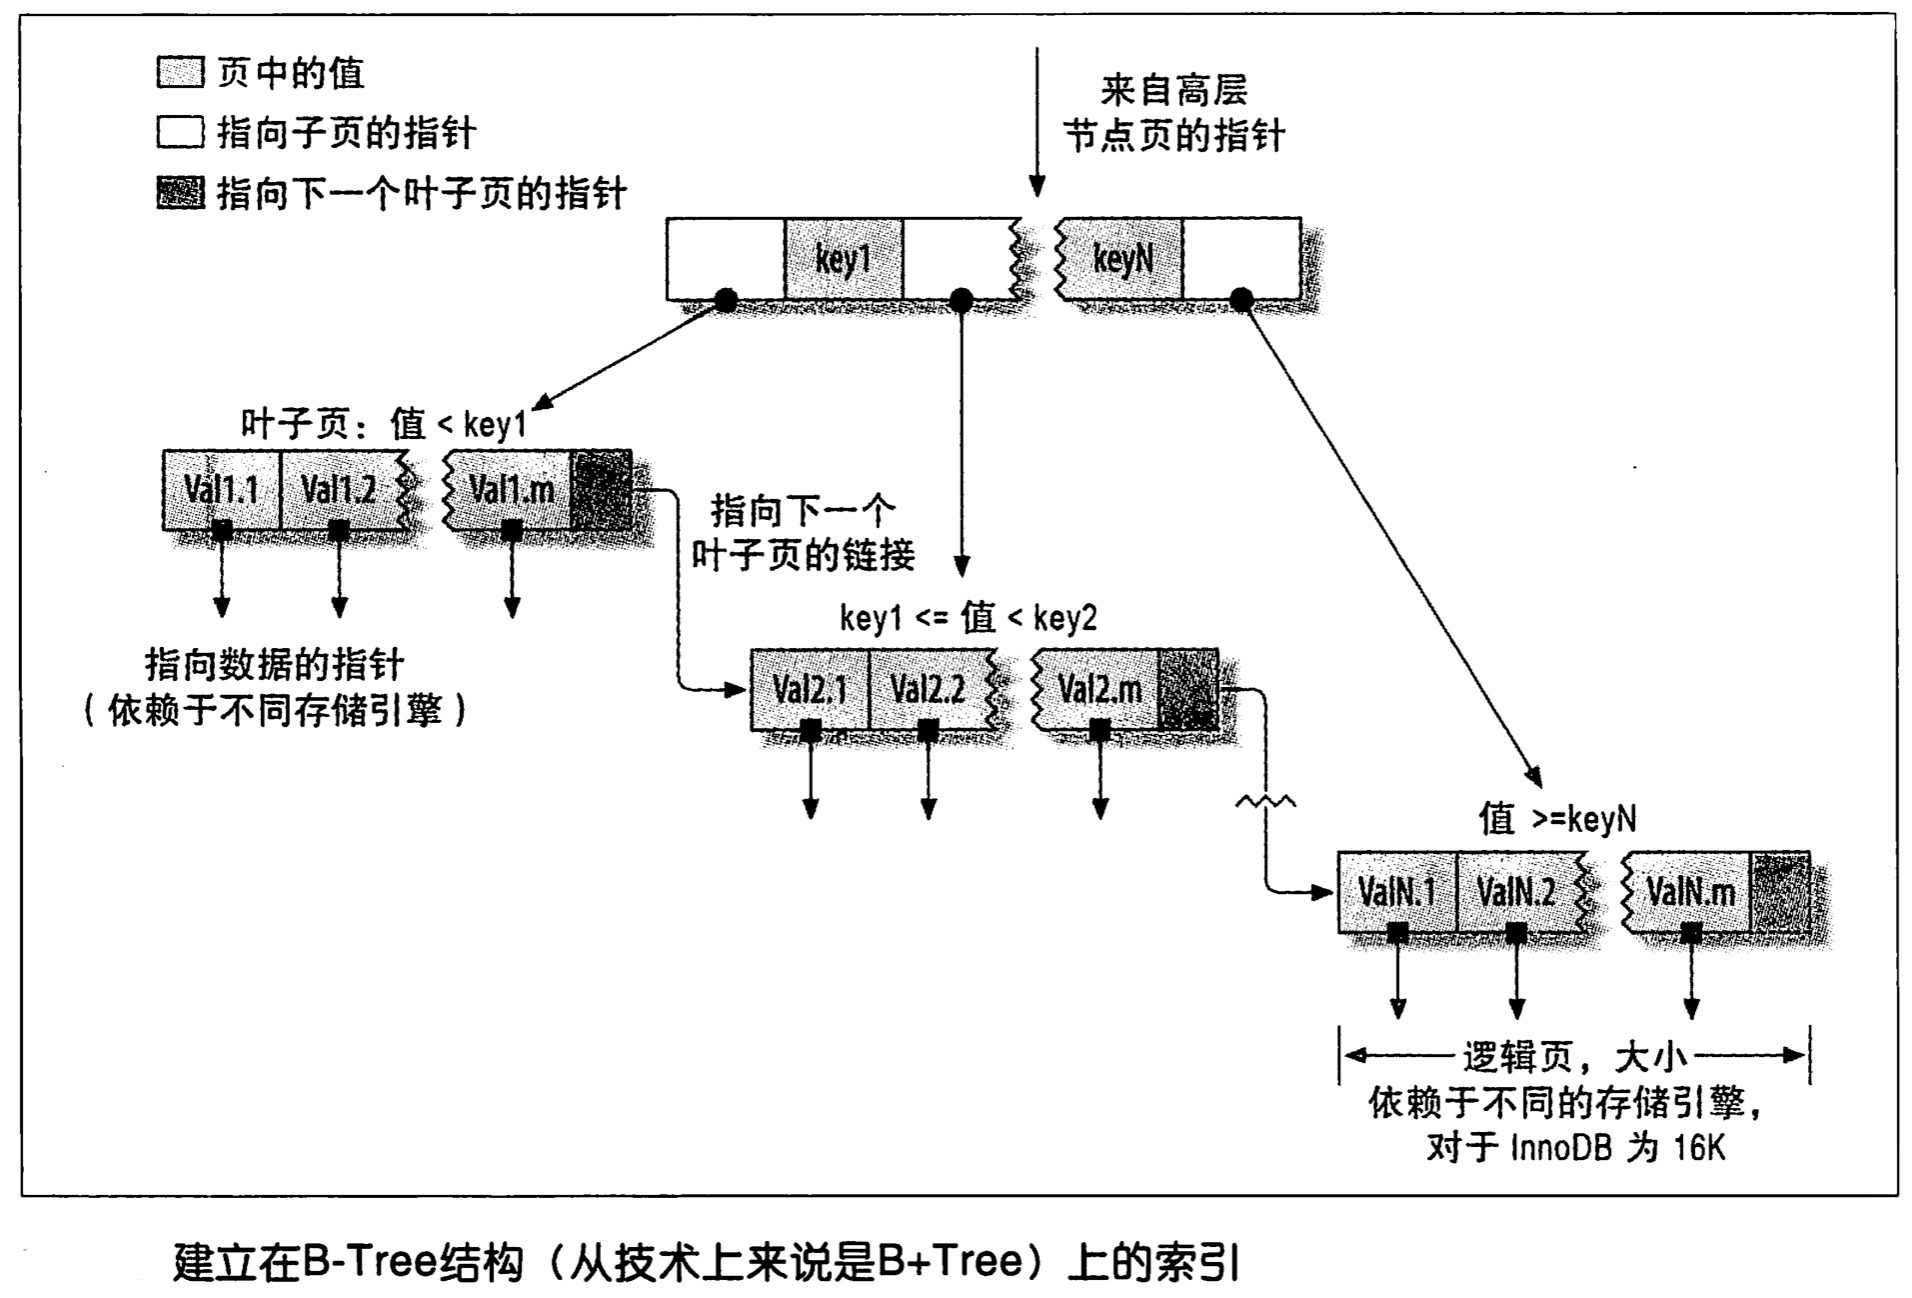 页中的值
指向子页的指针
指向下一个叶子页的指针
来自高层
节点页的指针
key1
keyN
叶子页：值 < key1
Val1.1
Val1.2
Val1.m
指向下一个
叶子页的链接
指向数据的指针
（依赖于不同存储引擎）
key1 <= 值 < key2
Val2.1
Val2.2
Val2.m
值 >=keyN
ValN.1
ValN.2
ValN.m
逻辑页，大小
依赖于不同的存储引擎，
对于 InnoDB 为 16K
建立在B-Tree结构（从技术上来说是B+Tree）上的索引